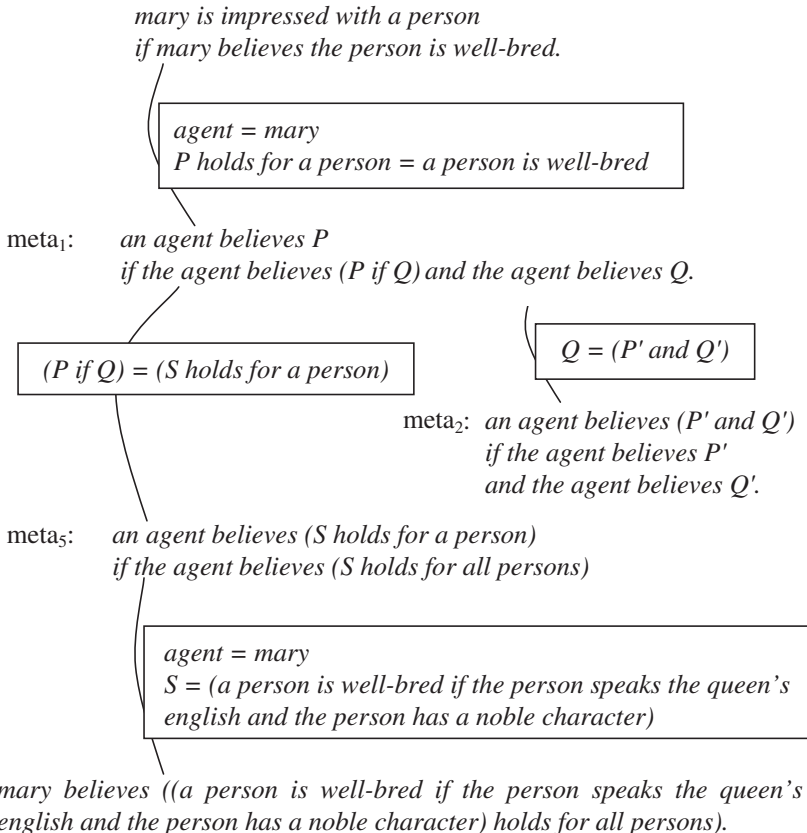 mary is impressed with a person
if mary believes the person is well-bred.
agent = mary
P holds for a person = a person is well-bred
meta₁: an agent believes P
if the agent believes (P if Q) and the agent believes Q.
(P if Q) = (S holds for a person)
Q = (P' and Q')
meta₂: an agent believes (P' and Q')
if the agent believes P'
and the agent believes Q'.
meta₅: an agent believes (S holds for a person)
if the agent believes (S holds for all persons)
agent = mary
S = (a person is well-bred if the person speaks the queen's
english and the person has a noble character)
mary believes ((a person is well-bred if the person speaks the queen's
english and the person has a noble character) holds for all persons).